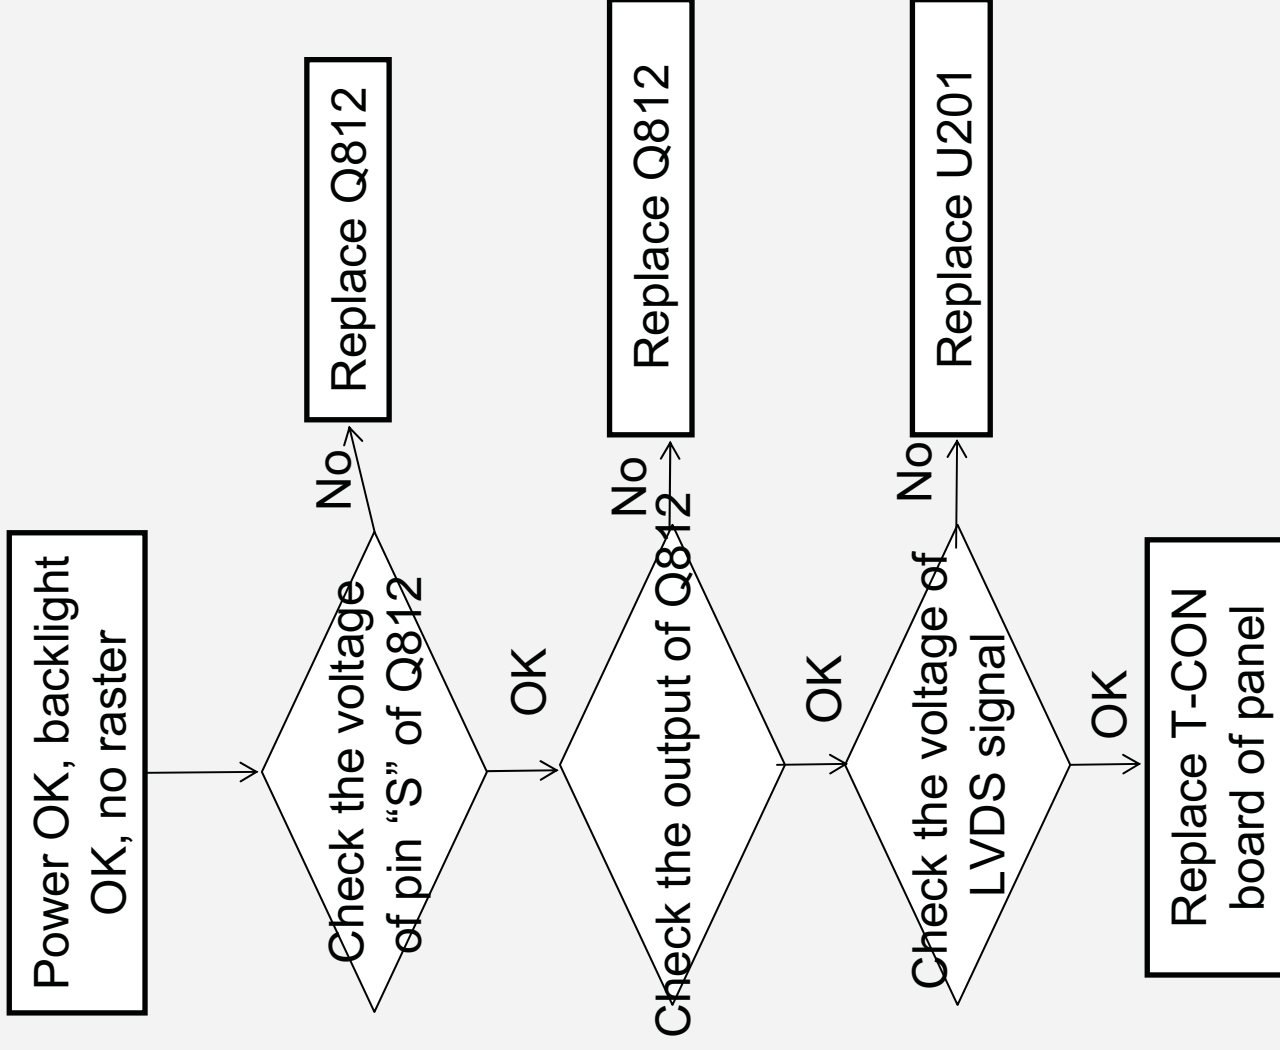 Power OK, backlight
OK, no raster
Check the voltage
of pin “S” of Q812
No
Replace Q812
OK
Check the output of Q812
No
Replace Q812
OK
Check the voltage of
LVDS signal
No
Replace U201
OK
Replace T-CON
board of panel